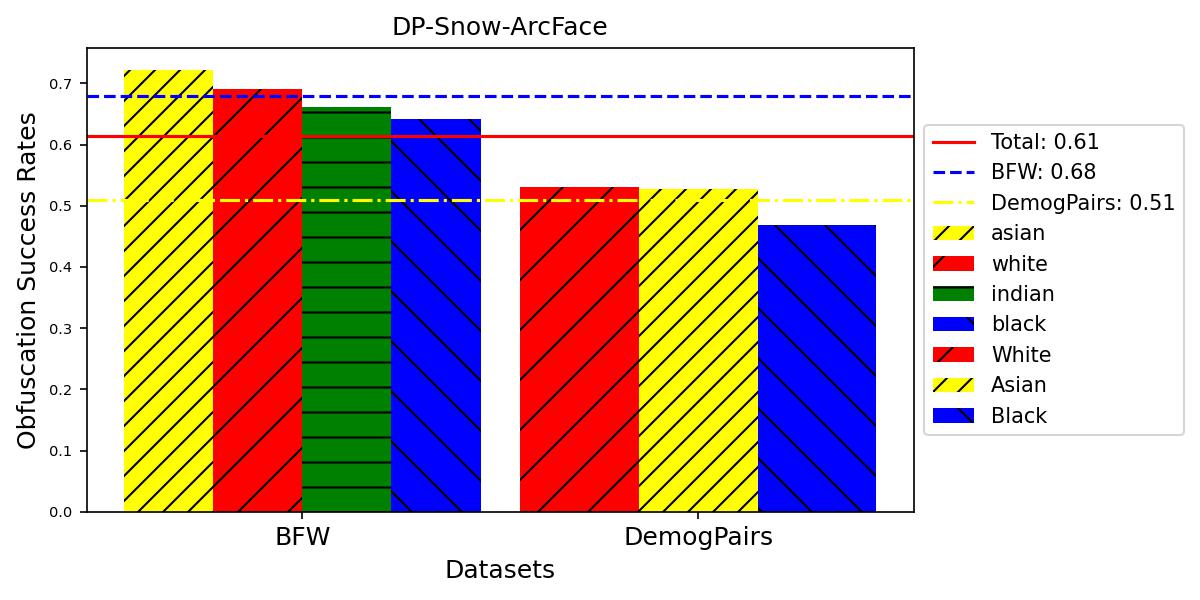 DP-Snow-ArcFace
Obfuscation Success Rates
0.7
0.6
0.5
0.4
0.3
0.2
0.1
0.0
BFW
DemogPairs
Datasets
Total: 0.61
BFW: 0.68
DemogPairs: 0.51
asian
white
indian
black
White
Asian
Black